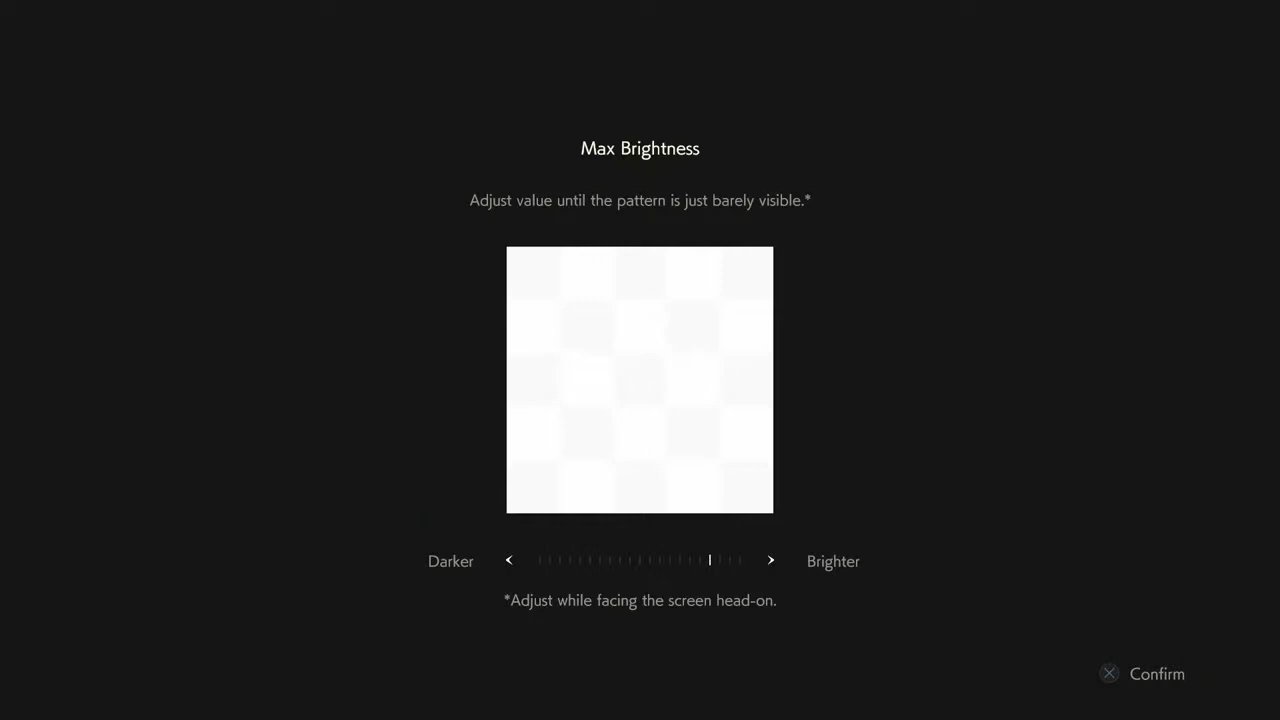 Max Brightness
Adjust value until the pattern is just barely visible.*
Darker
Brighter
*Adjust while facing the screen head-on.
Confirm